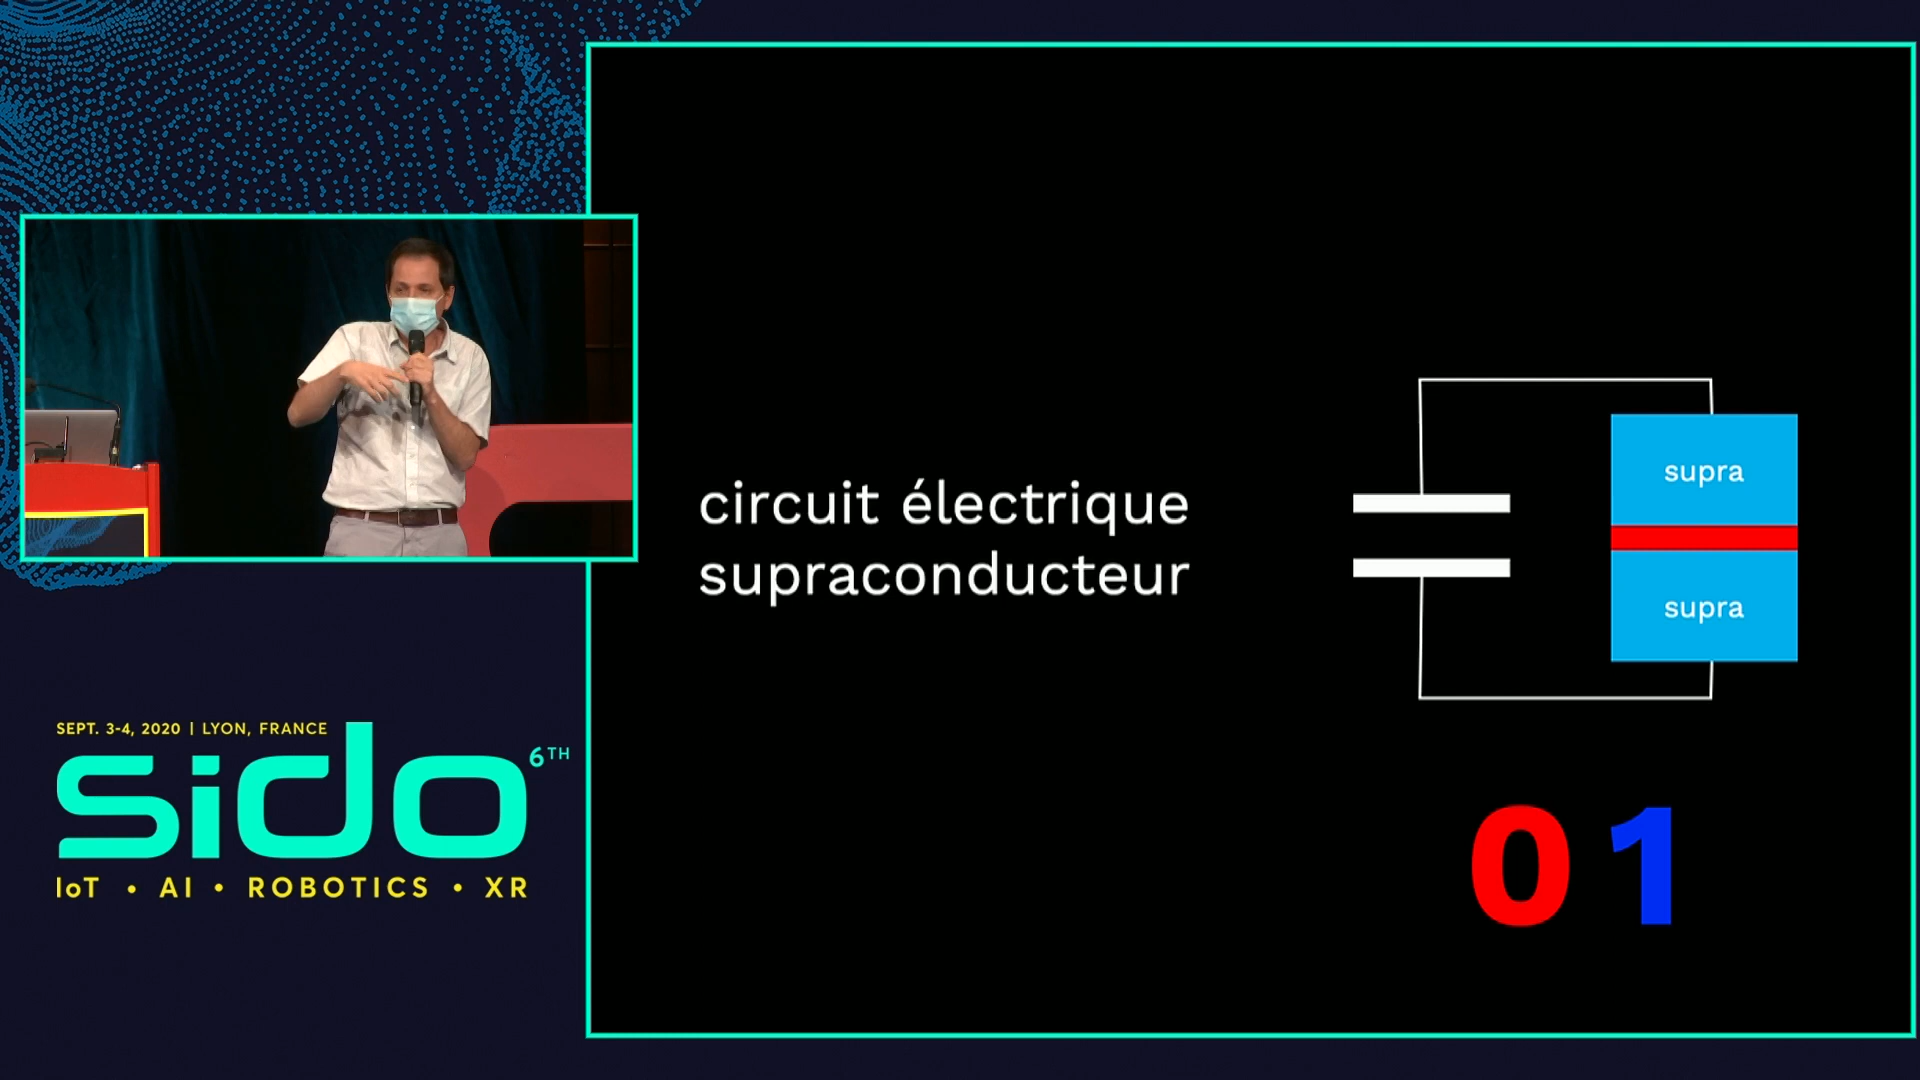 circuit électrique
supraconducteur
supra
supra
0 1
SEPT. 3-4, 2020 | LYON, FRANCE
sido 6TH
IoT • AI • ROBOTICS • XR